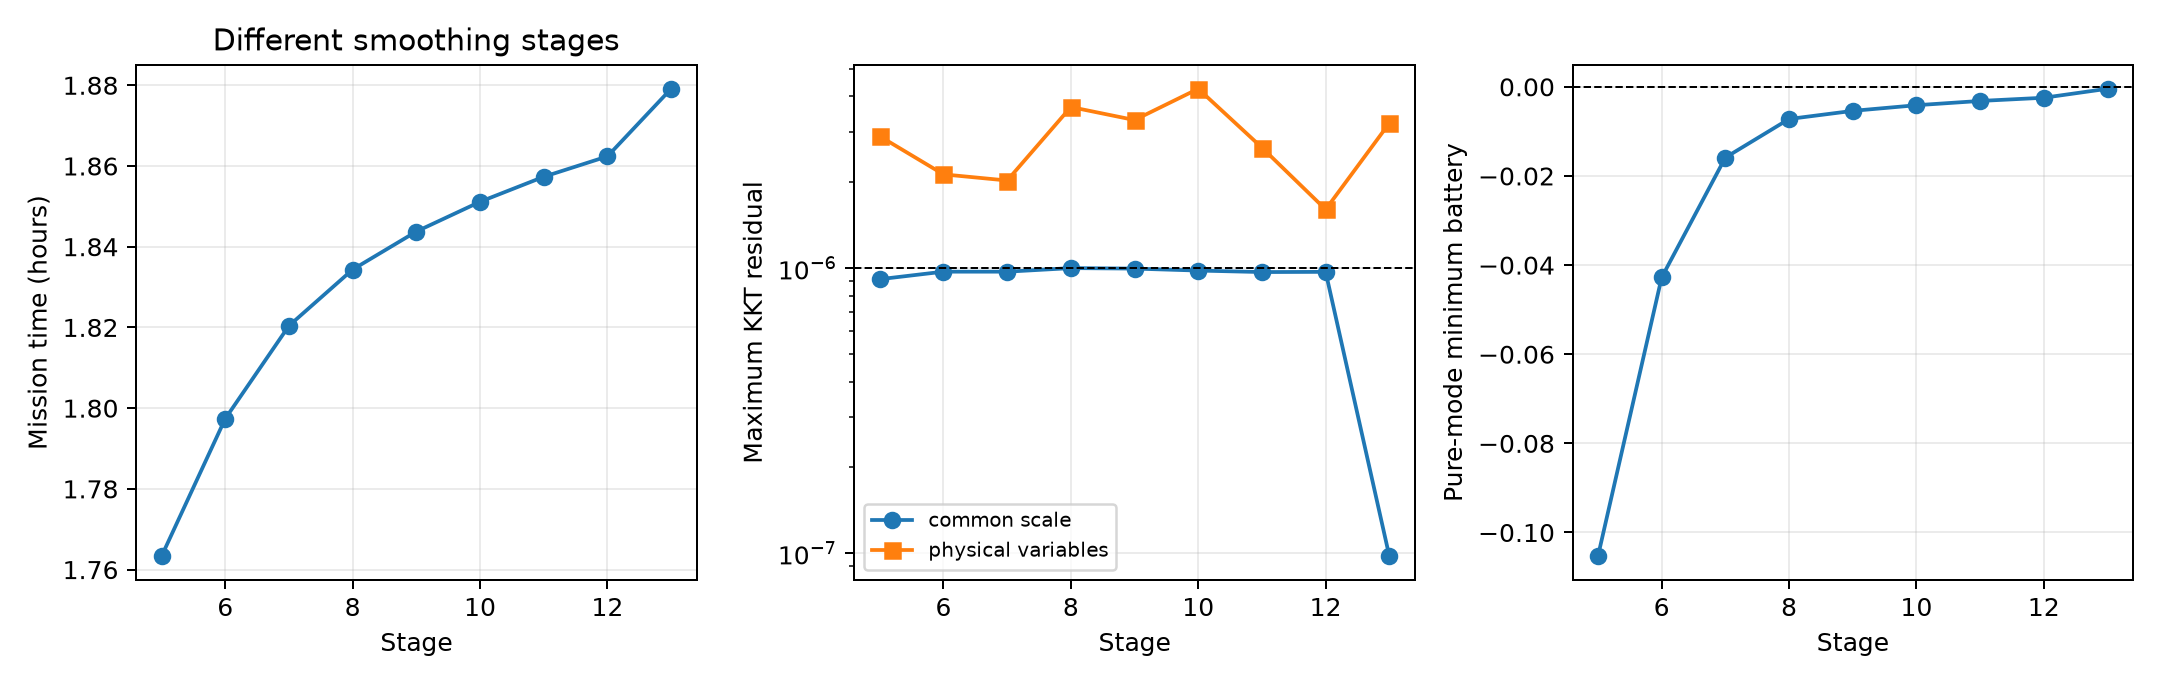 Different smoothing stages
Mission time (hours)
1.88
1.86
1.84
1.82
1.80
1.78
1.76
6 8 10 12
Stage
Maximum KKT residual
10⁻⁶
10⁻⁷
common scale
physical variables
6 8 10 12
Stage
Pure-mode minimum battery
0.00
−0.02
−0.04
−0.06
−0.08
−0.10
6 8 10 12
Stage